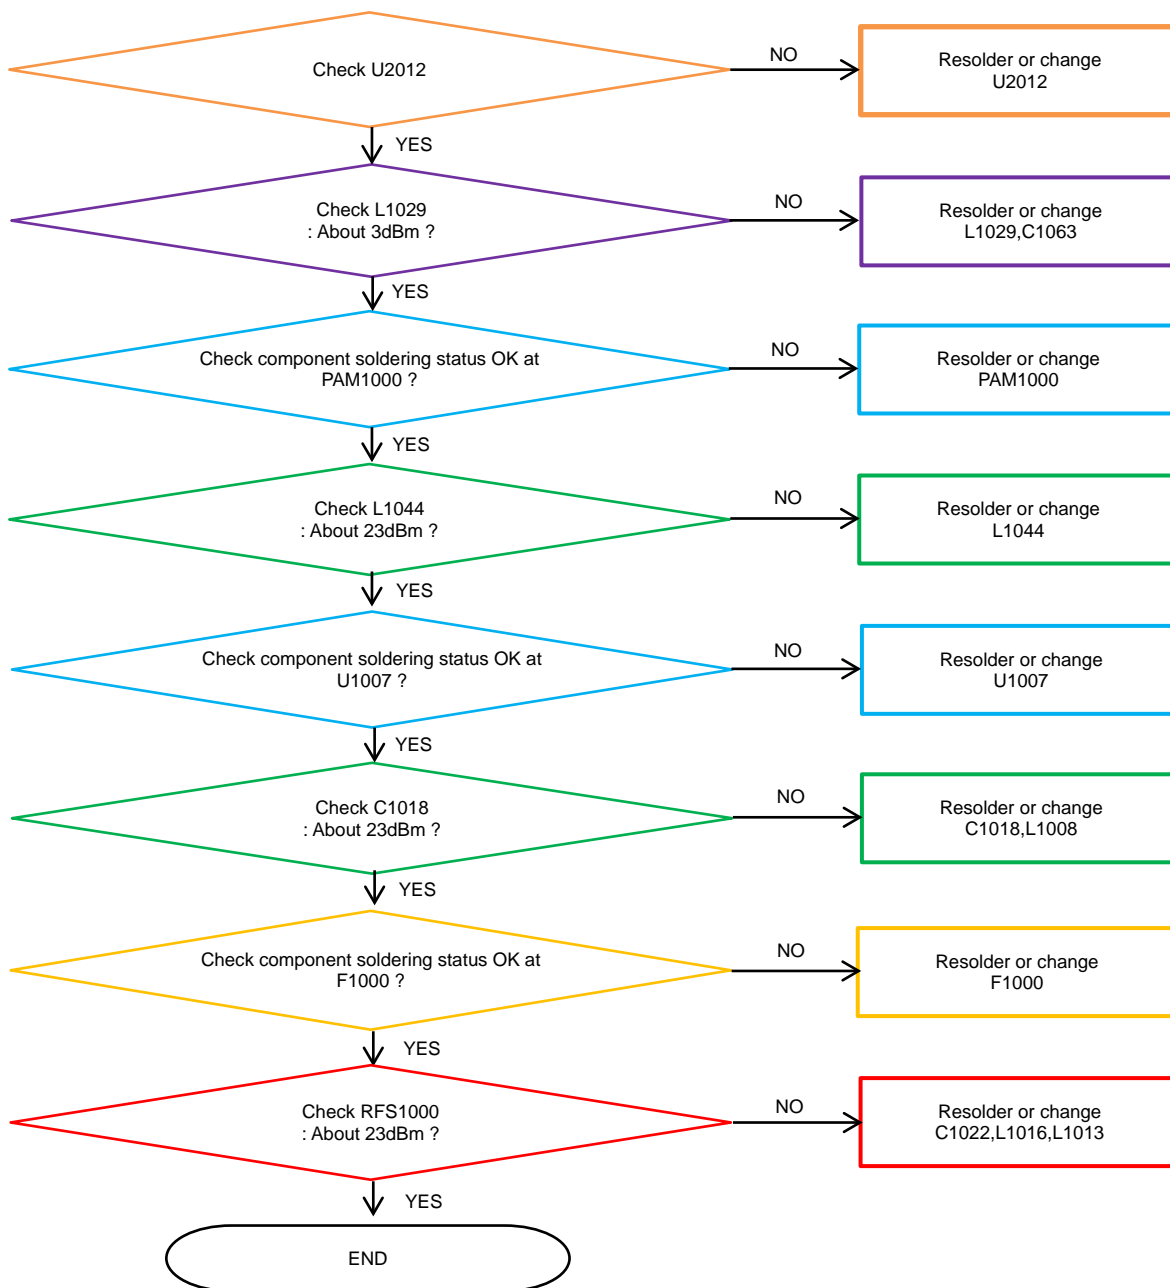 Check U2012
NO
Resolder or change
U2012
YES
Check L1029
: About 3dBm ?
NO
Resolder or change
L1029,C1063
YES
Check component soldering status OK at
PAM1000 ?
NO
Resolder or change
PAM1000
YES
Check L1044
: About 23dBm ?
NO
Resolder or change
L1044
YES
Check component soldering status OK at
U1007 ?
NO
Resolder or change
U1007
YES
Check C1018
: About 23dBm ?
NO
Resolder or change
C1018,L1008
YES
Check component soldering status OK at
F1000 ?
NO
Resolder or change
F1000
YES
Check RFS1000
: About 23dBm ?
NO
Resolder or change
C1022,L1016,L1013
YES
END